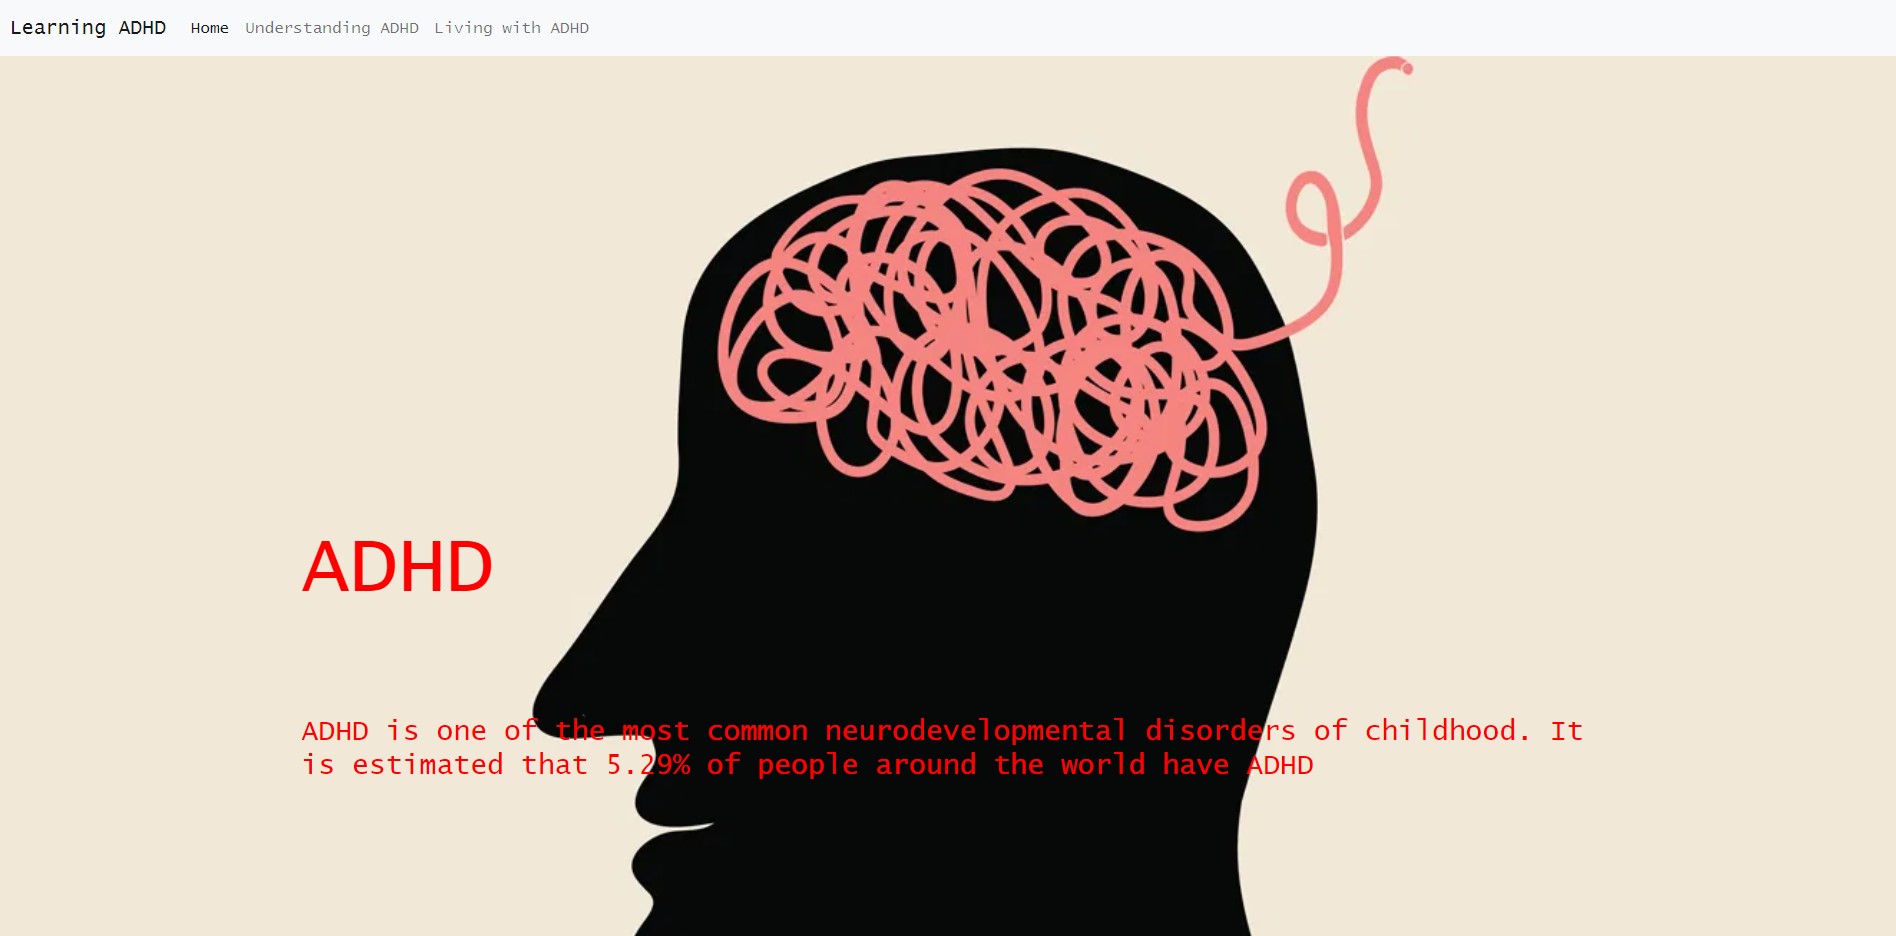 Learning ADHD Home Understanding ADHD Living with ADHD
ADHD
ADHD is one of the most common neurodevelopmental disorders of childhood. It
is estimated that 5.29% of people around the world have ADHD